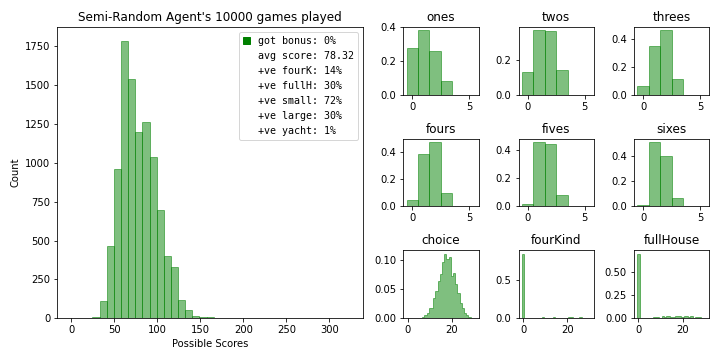 Semi-Random Agent's 10000 games played
Count
1750
1500
1250
1000
750
500
250
0
got bonus: 0%
avg score: 78.32
+ve fourK: 14%
+ve fullH: 30%
+ve small: 72%
+ve large: 30%
+ve yacht: 1%
0 50 100 150 200 250 300
Possible Scores
ones
0.4
0.2
0.0
0 5
twos
0.2
0.0
0 5
threes
0.4
0.2
0.0
0 5
fours
0.4
0.2
0.0
0 5
fives
0.4
0.2
0.0
0 5
sixes
0.4
0.2
0.0
0 5
choice
0.10
0.05
0.00
0 20
fourKind
0.5
0.0
0 20
fullHouse
0.50
0.25
0.00
0 20